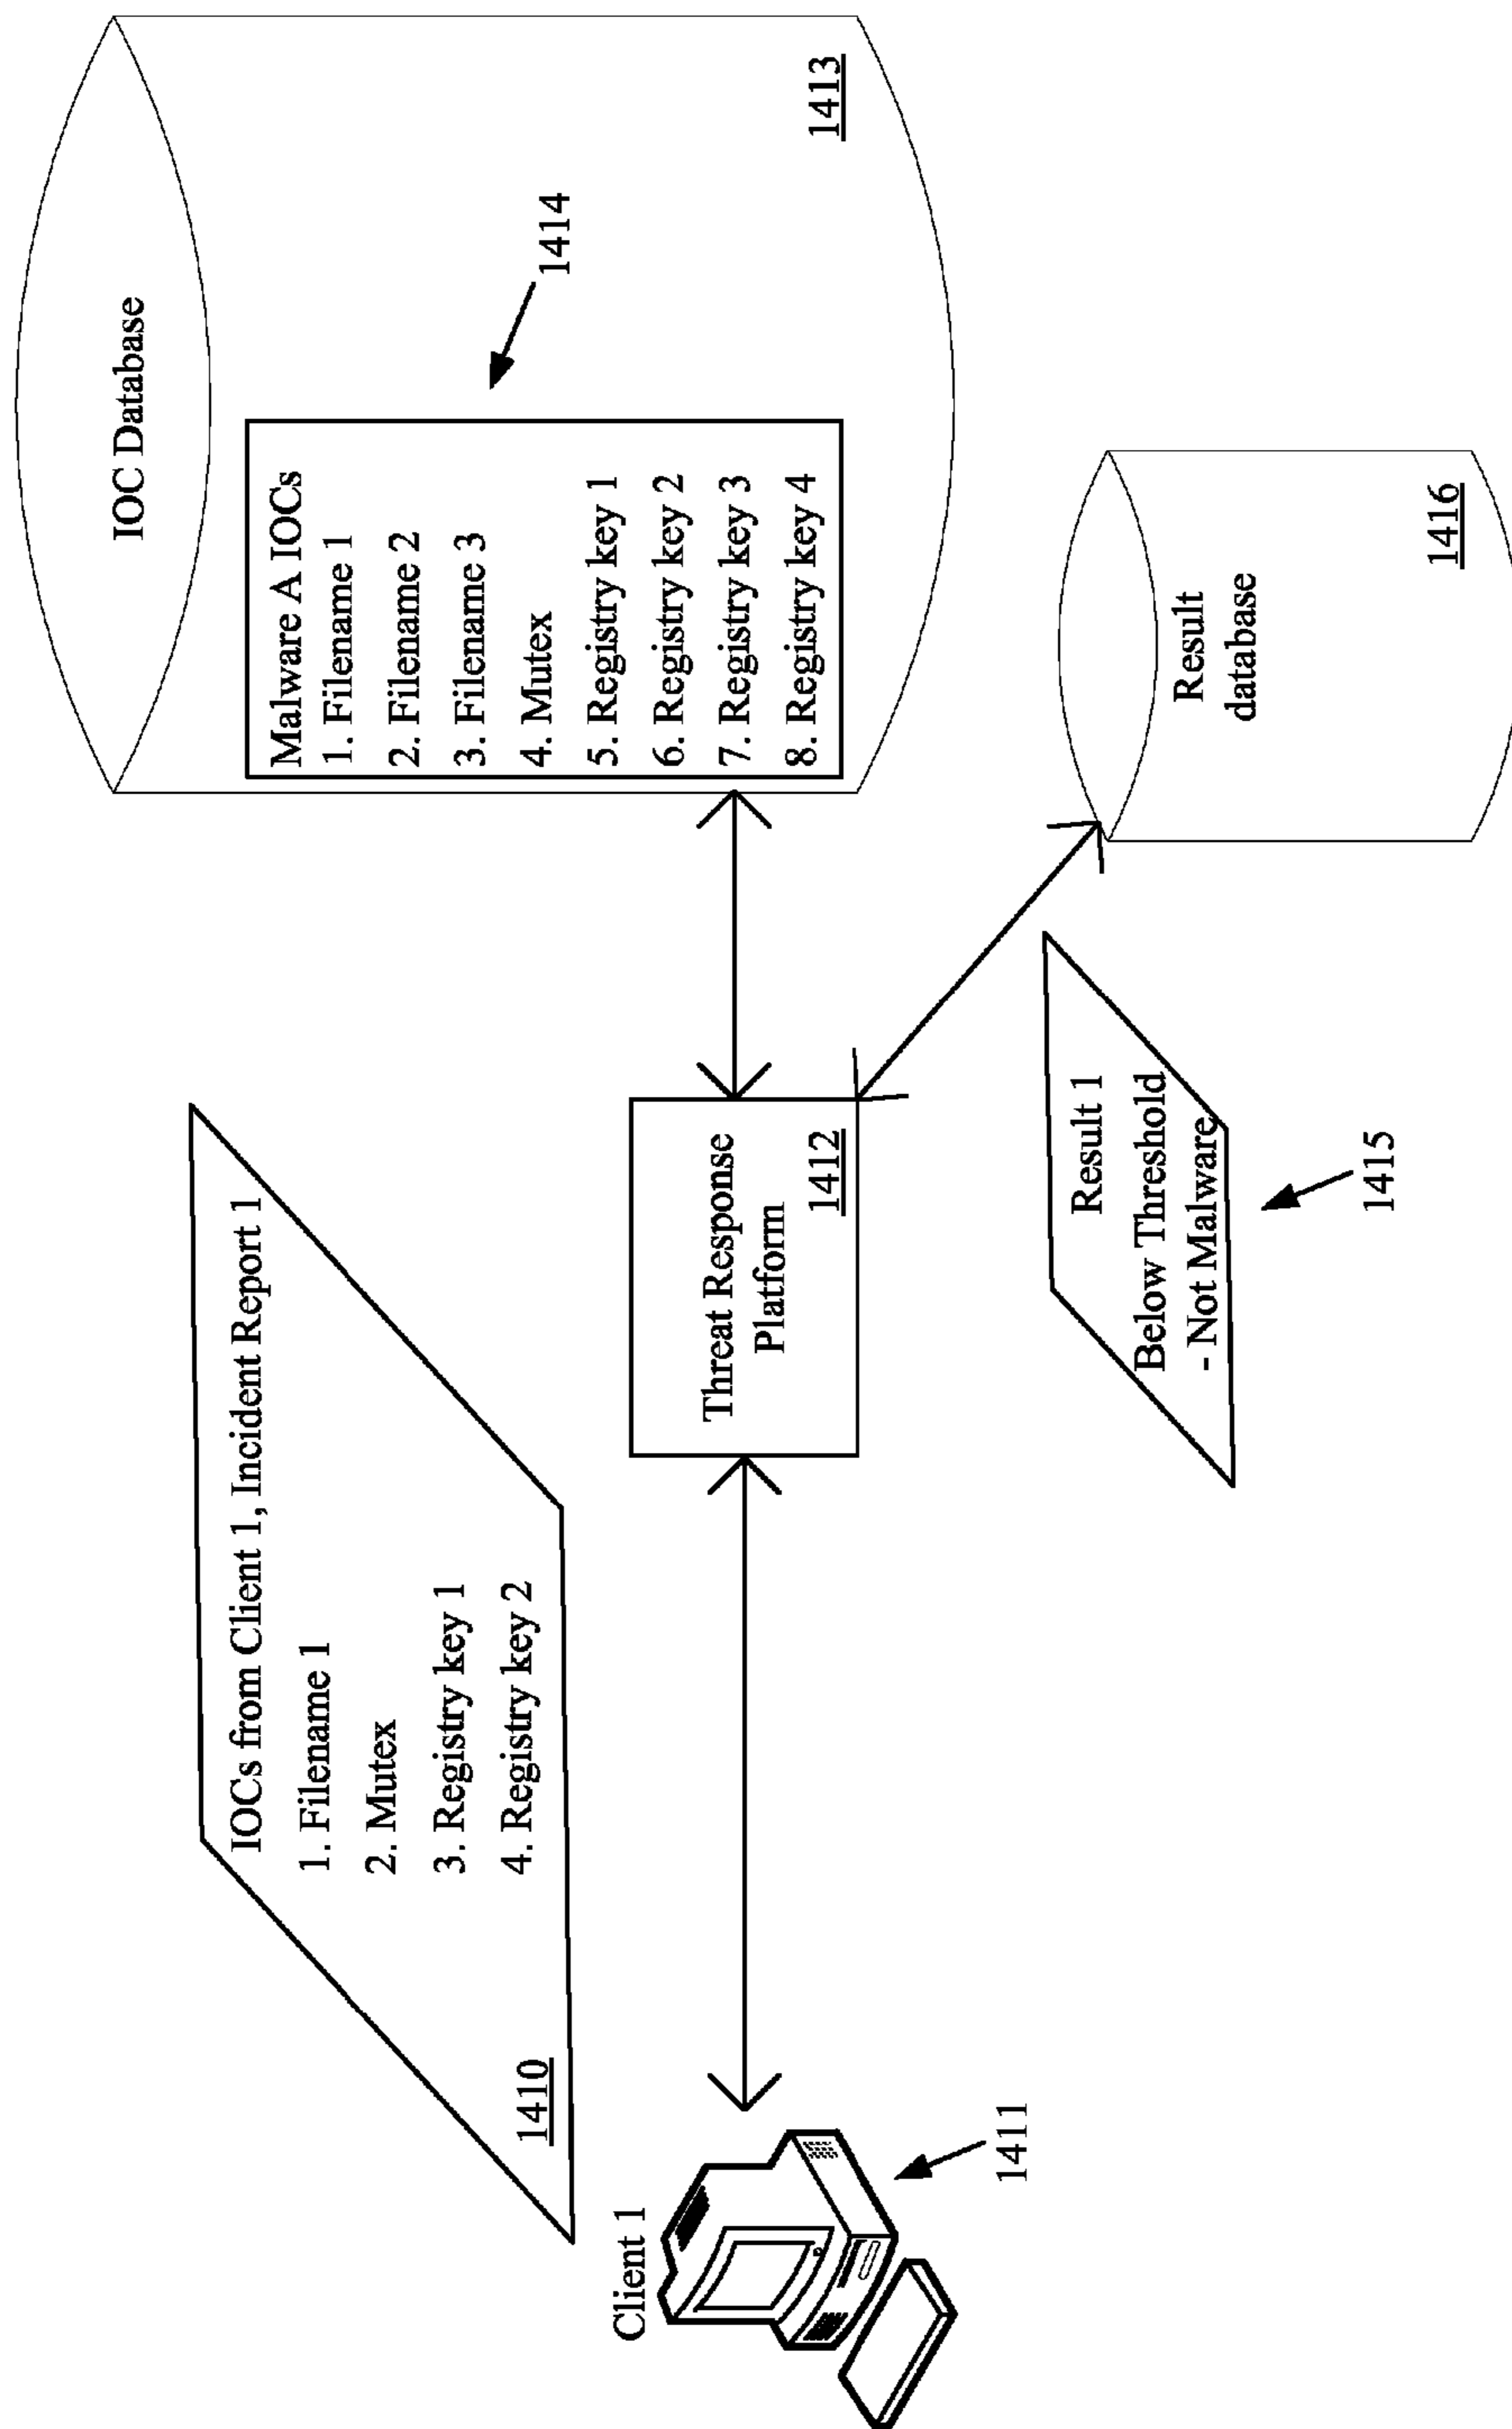 IOCs from Client 1, Incident Report 1
1. Filename 1
2. Mutex
3. Registry key 1
4. Registry key 2
1410
Client 1
1411
Threat Response
Platform
1412
IOC Database
Malware A IOCs
1. Filename 1
2. Filename 2
3. Filename 3
4. Mutex
5. Registry key 1
6. Registry key 2
7. Registry key 3
8. Registry key 4
1414
1413
Result 1
Below Threshold
- Not Malware
1415
Result
database
1416